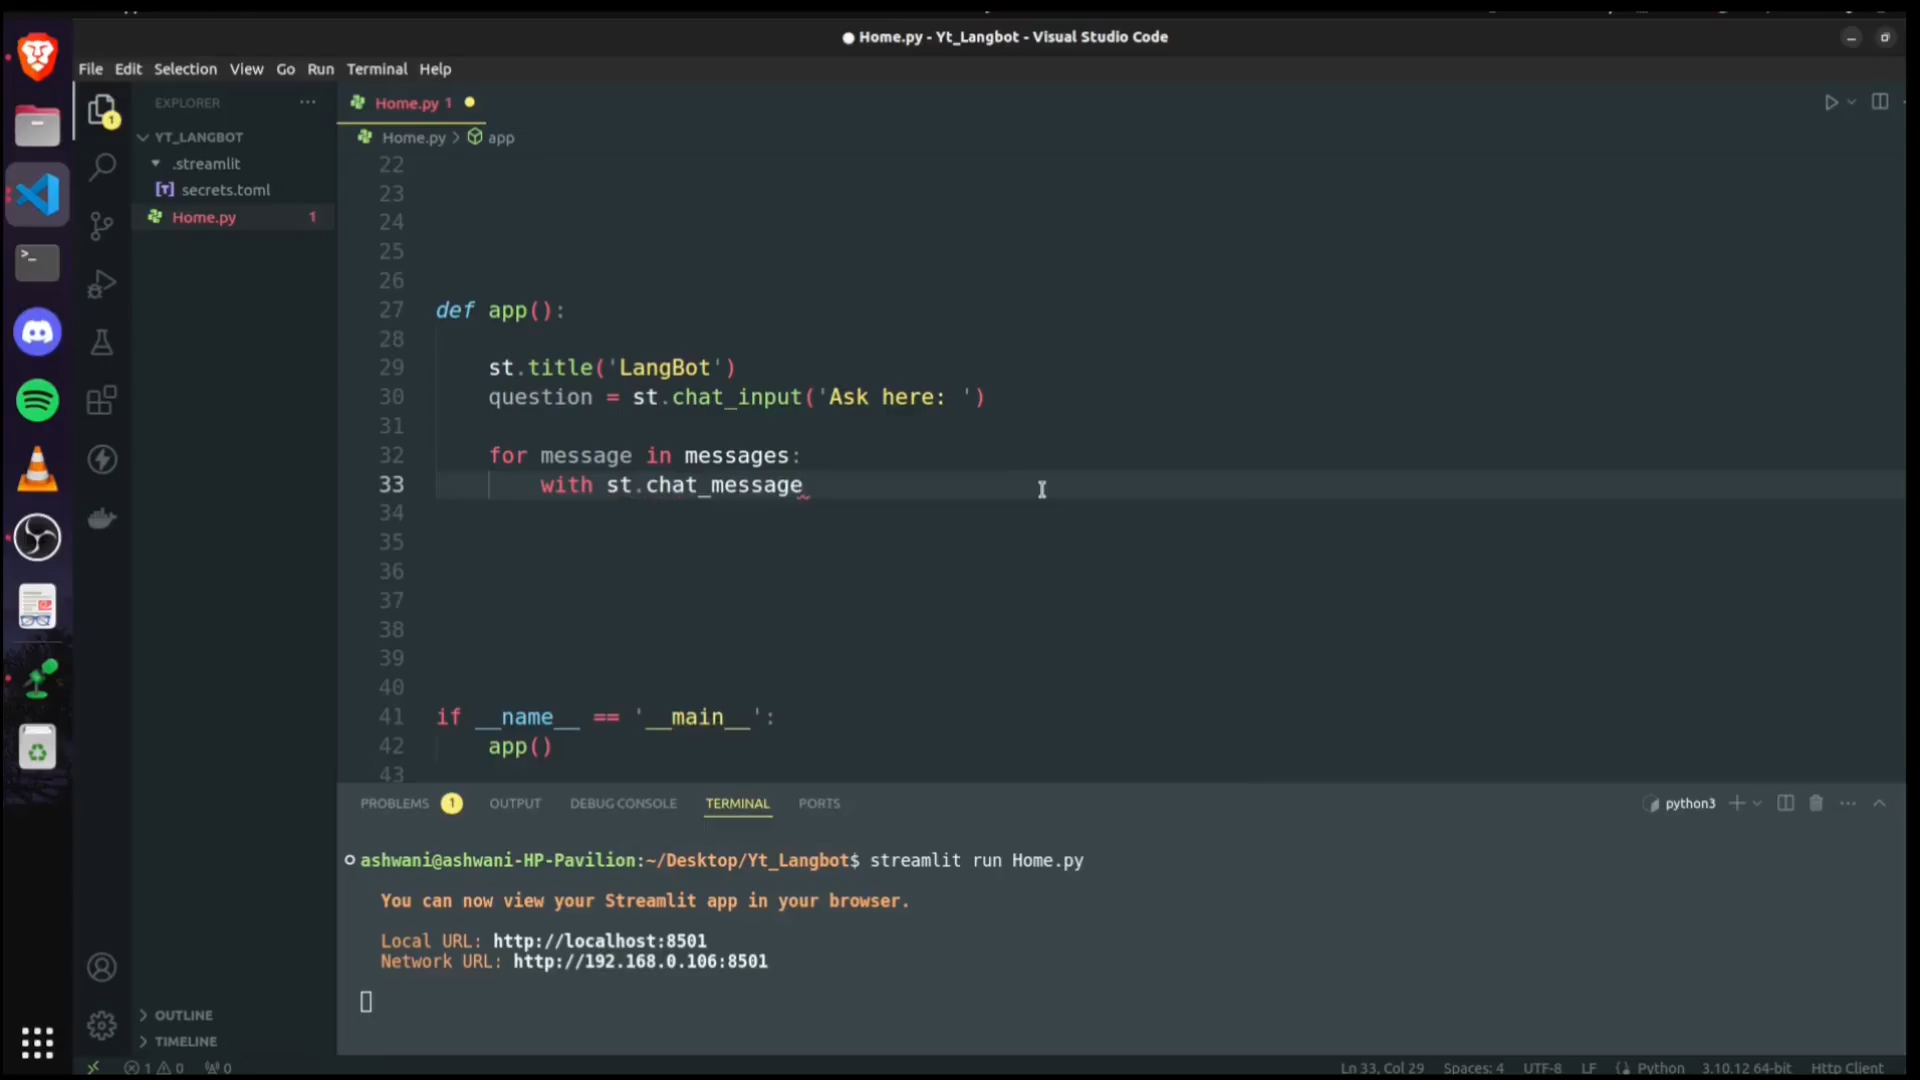 Home.py - Yt_Langbot - Visual Studio Code
File Edit Selection View Go Run Terminal Help
EXPLORER
Home.py 1
YT_LANGBOT
Home.py > app
.streamlit
secrets.toml
Home.py 1
22
23
24
25
26
27 def app():
28
29 st.title('LangBot')
30 question = st.chat_input('Ask here: ')
31
32 for message in messages:
33 with st.chat_message
34
35
36
37
38
39
40
41 if __name__ == '__main__':
42 app()
43
PROBLEMS 1 OUTPUT DEBUG CONSOLE TERMINAL PORTS
python3
ashwani@ashwani-HP-Pavilion:~/Desktop/Yt_Langbot$ streamlit run Home.py
You can now view your Streamlit app in your browser.
Local URL: http://localhost:8501
Network URL: http://192.168.0.106:8501
OUTLINE
TIMELINE
1 0 0 Ln 33, Col 29 Spaces: 4 UTF-8 LF Python 3.10.12 64-bit Http Client